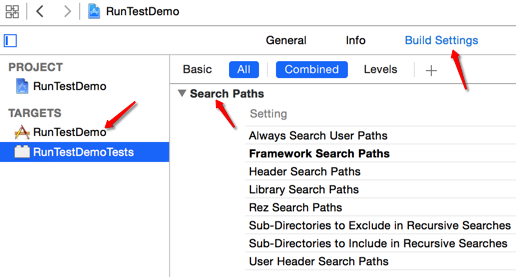 RunTestDemo
General Info Build Settings
PROJECT
RunTestDemo
TARGETS
RunTestDemo
RunTestDemoTests
Basic All Combined Levels +
Search Paths
Setting
Always Search User Paths
Framework Search Paths
Header Search Paths
Library Search Paths
Rez Search Paths
Sub-Directories to Exclude in Recursive Searches
Sub-Directories to Include in Recursive Searches
User Header Search Paths